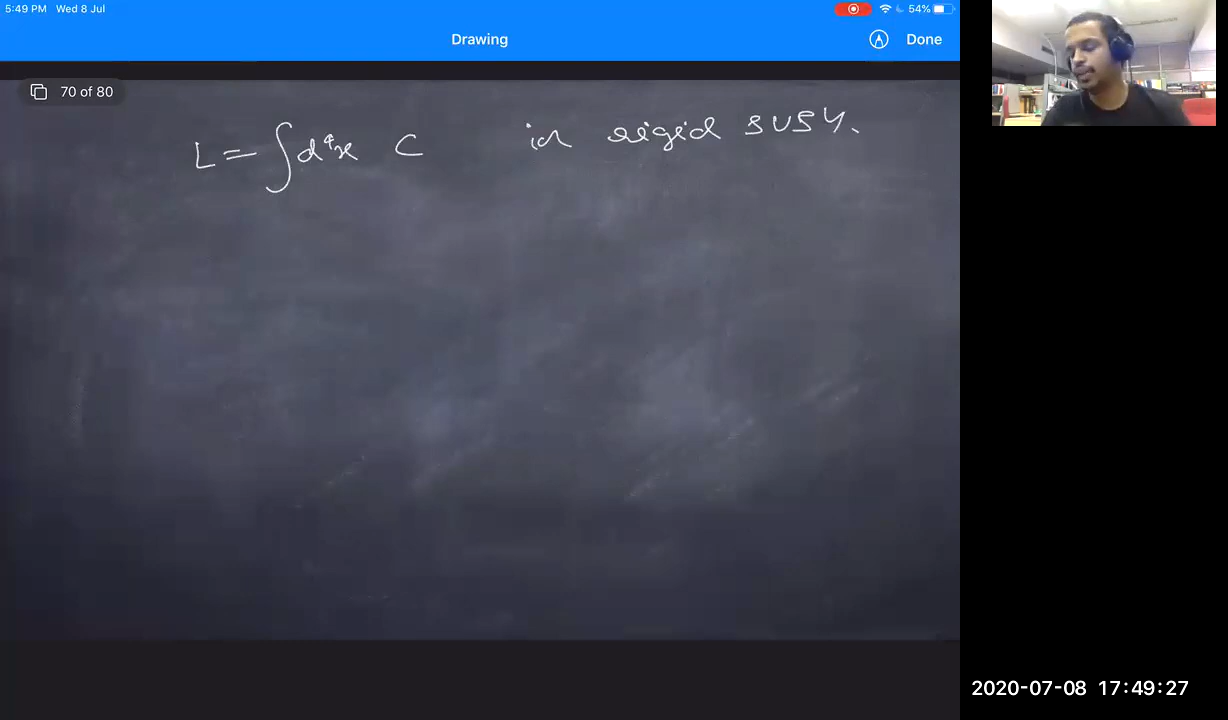 5:49 PM Wed 8 Jul
54%
Drawing
Done
70 of 80
L = ∫d⁴x C in rigid SUSY.
2020-07-08 17:49:27